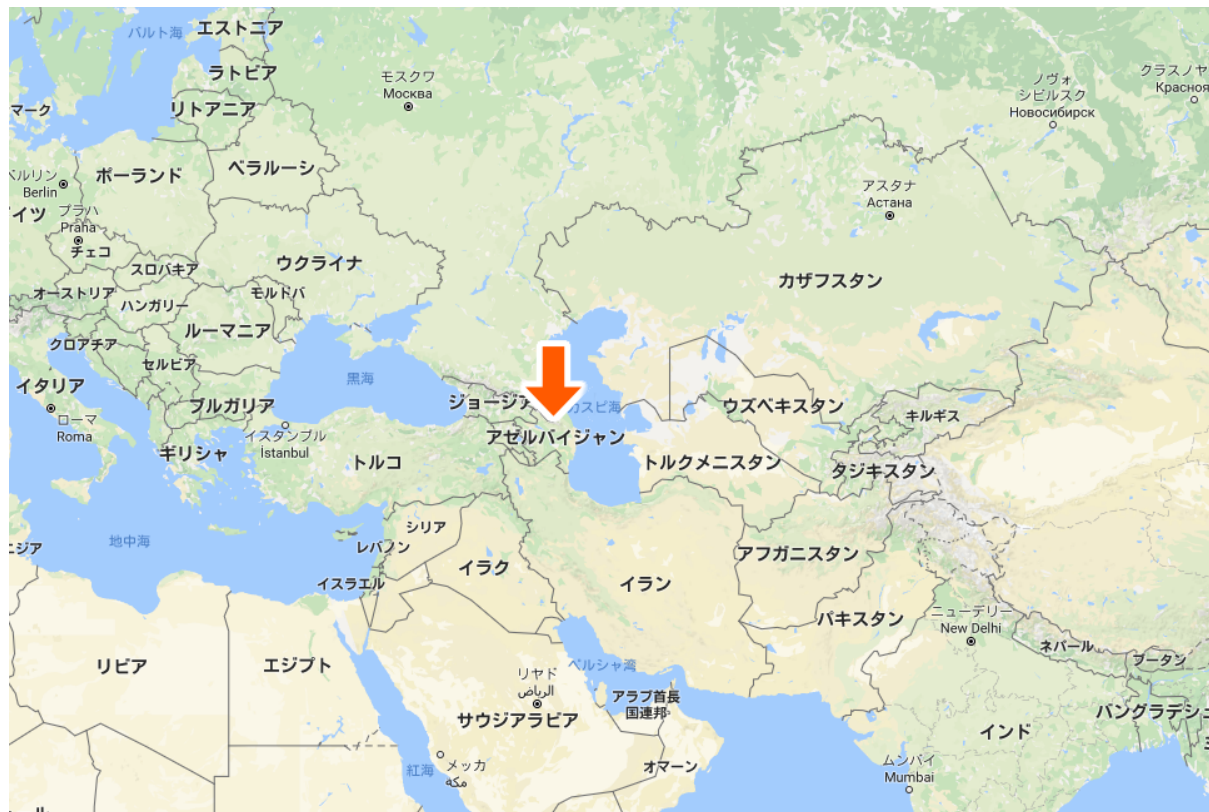 バルト海
エストニア
ラトビア
モスクワ
Москва
ノヴォ
シビルスク
Новосибирск
クラスノヤ
Красноя
マーク
リトアニア
ベラルーシ
ベルリン
Berlin
ポーランド
アスタナ
Астана
イツ
プラハ
Praha
チェコ
スロバキア
ウクライナ
カザフスタン
オーストリア
ハンガリー
モルドバ
ルーマニア
クロアチア
セルビア
イタリア
黒海
ローマ
Roma
ブルガリア
ジョージア
カスピ海
ウズベキスタン
キルギス
イスタンブル
İstanbul
アゼルバイジャン
ギリシャ
トルコ
トルクメニスタン
タジキスタン
シリア
地中海
レバノン
アフガニスタン
ニジア
イラク
イスラエル
イラン
パキスタン
ニューデリー
New Delhi
ネパール
ブータン
リビア
エジプト
リヤド
الرياض
ペルシャ湾
サウジアラビア
アラブ首長
国連邦
バングラデシュ
インド
紅海
メッカ
مكة
オマーン
ムンバイ
Mumbai